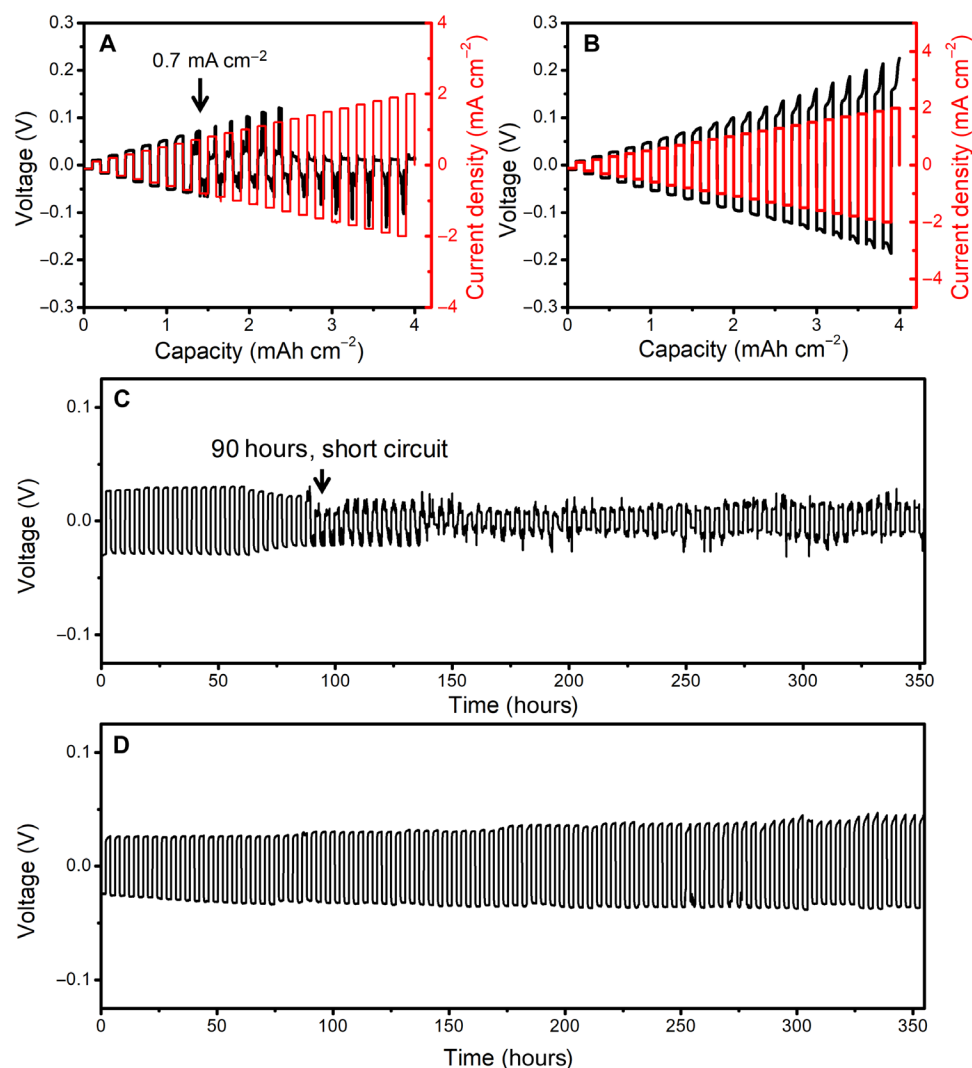 A
0.7 mA cm−2
Voltage (V)
0.3
0.2
0.1
0.0
−0.1
−0.2
−0.3
4
2
0
−2
−4
Current density (mA cm−2)
0 1 2 3 4
Capacity (mAh cm−2)
B
Voltage (V)
0.3
0.2
0.1
0.0
−0.1
−0.2
−0.3
4
2
0
−2
−4
Current density (mA cm−2)
0 1 2 3 4
Capacity (mAh cm−2)
C
90 hours, short circuit
Voltage (V)
0.1
0.0
−0.1
0 50 100 150 200 250 300 350
Time (hours)
D
Voltage (V)
0.1
0.0
−0.1
0 50 100 150 200 250 300 350
Time (hours)